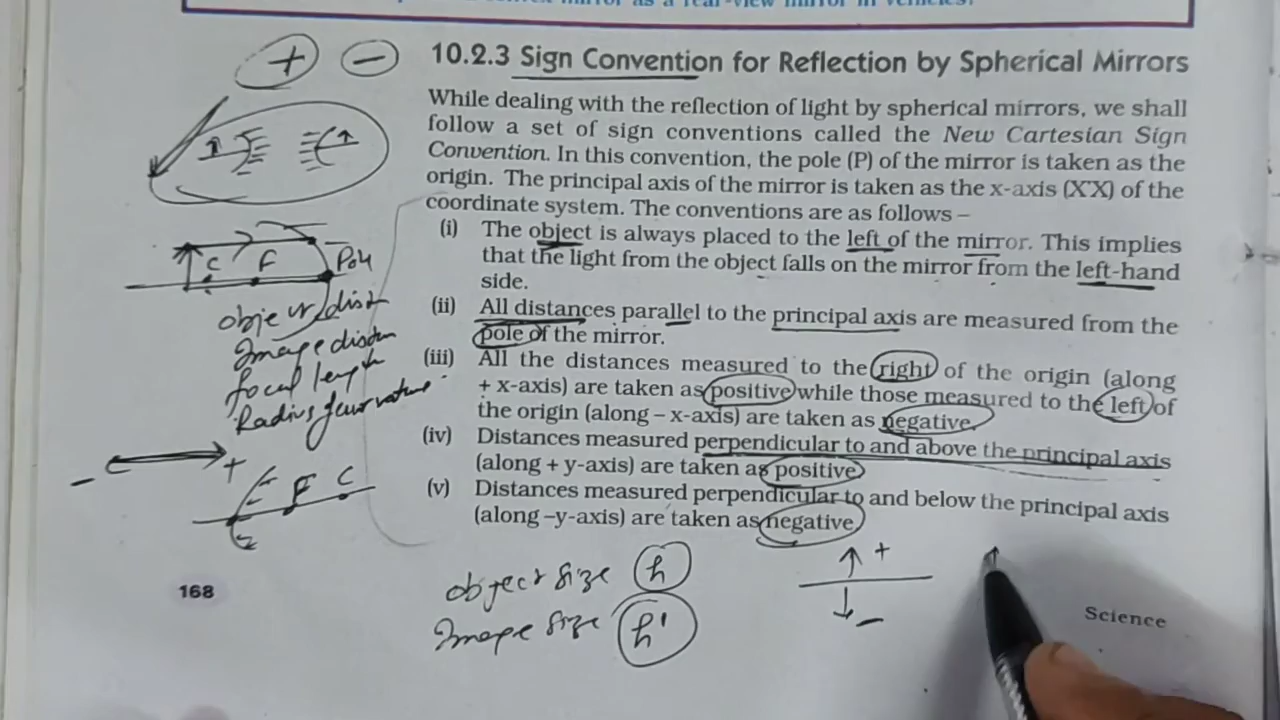 10.2.3 Sign Convention for Reflection by Spherical Mirrors
While dealing with the reflection of light by spherical mirrors, we shall
follow a set of sign conventions called the New Cartesian Sign
Convention. In this convention, the pole (P) of the mirror is taken as the
origin. The principal axis of the mirror is taken as the x-axis (X'X) of the
coordinate system. The conventions are as follows –
(i) The object is always placed to the left of the mirror. This implies
that the light from the object falls on the mirror from the left-hand
side.
(ii) All distances parallel to the principal axis are measured from the
pole of the mirror.
(iii) All the distances measured to the right of the origin (along
+ x-axis) are taken as positive while those measured to the left of
the origin (along – x-axis) are taken as negative.
(iv) Distances measured perpendicular to and above the principal axis
(along + y-axis) are taken as positive.
(v) Distances measured perpendicular to and below the principal axis
(along –y-axis) are taken as negative.
168
Science
+ –
C F Pole
object dist
Image distan
focal length
Radius
– +
F C
object size h
Image size h'
+
–